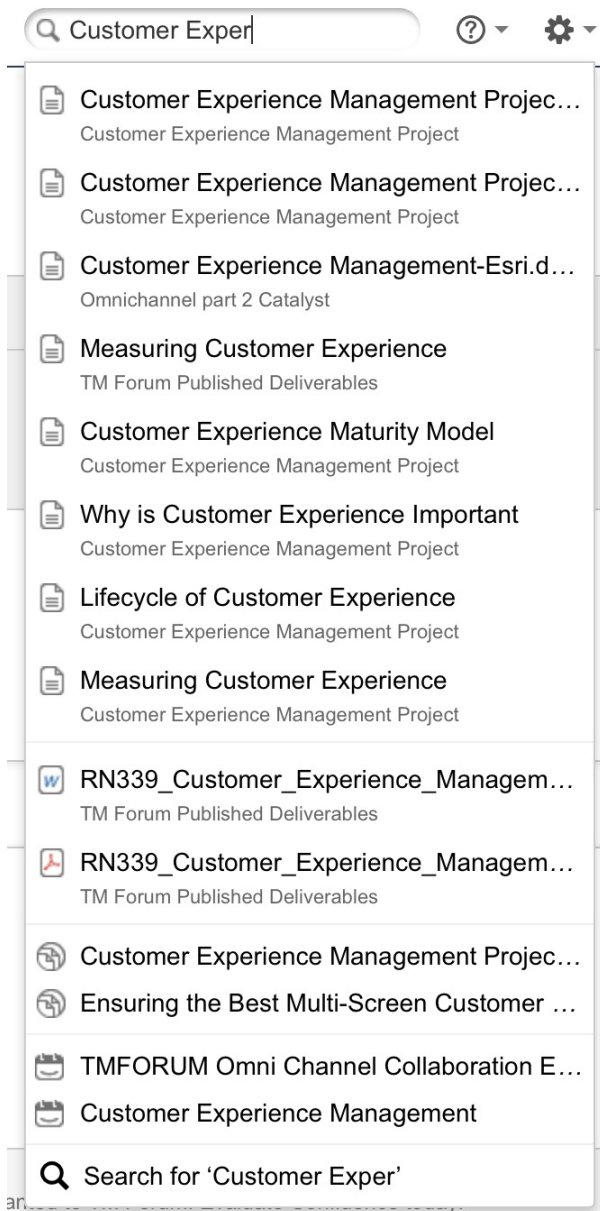 Customer Exper
Customer Experience Management Projec...
Customer Experience Management Project
Customer Experience Management Projec...
Customer Experience Management Project
Customer Experience Management-Esri.d...
Omnichannel part 2 Catalyst
Measuring Customer Experience
TM Forum Published Deliverables
Customer Experience Maturity Model
Customer Experience Management Project
Why is Customer Experience Important
Customer Experience Management Project
Lifecycle of Customer Experience
Customer Experience Management Project
Measuring Customer Experience
Customer Experience Management Project
RN339_Customer_Experience_Managem...
TM Forum Published Deliverables
RN339_Customer_Experience_Managem...
TM Forum Published Deliverables
Customer Experience Management Projec...
Ensuring the Best Multi-Screen Customer ...
TMFORUM Omni Channel Collaboration E...
Customer Experience Management
Search for ‘Customer Exper’